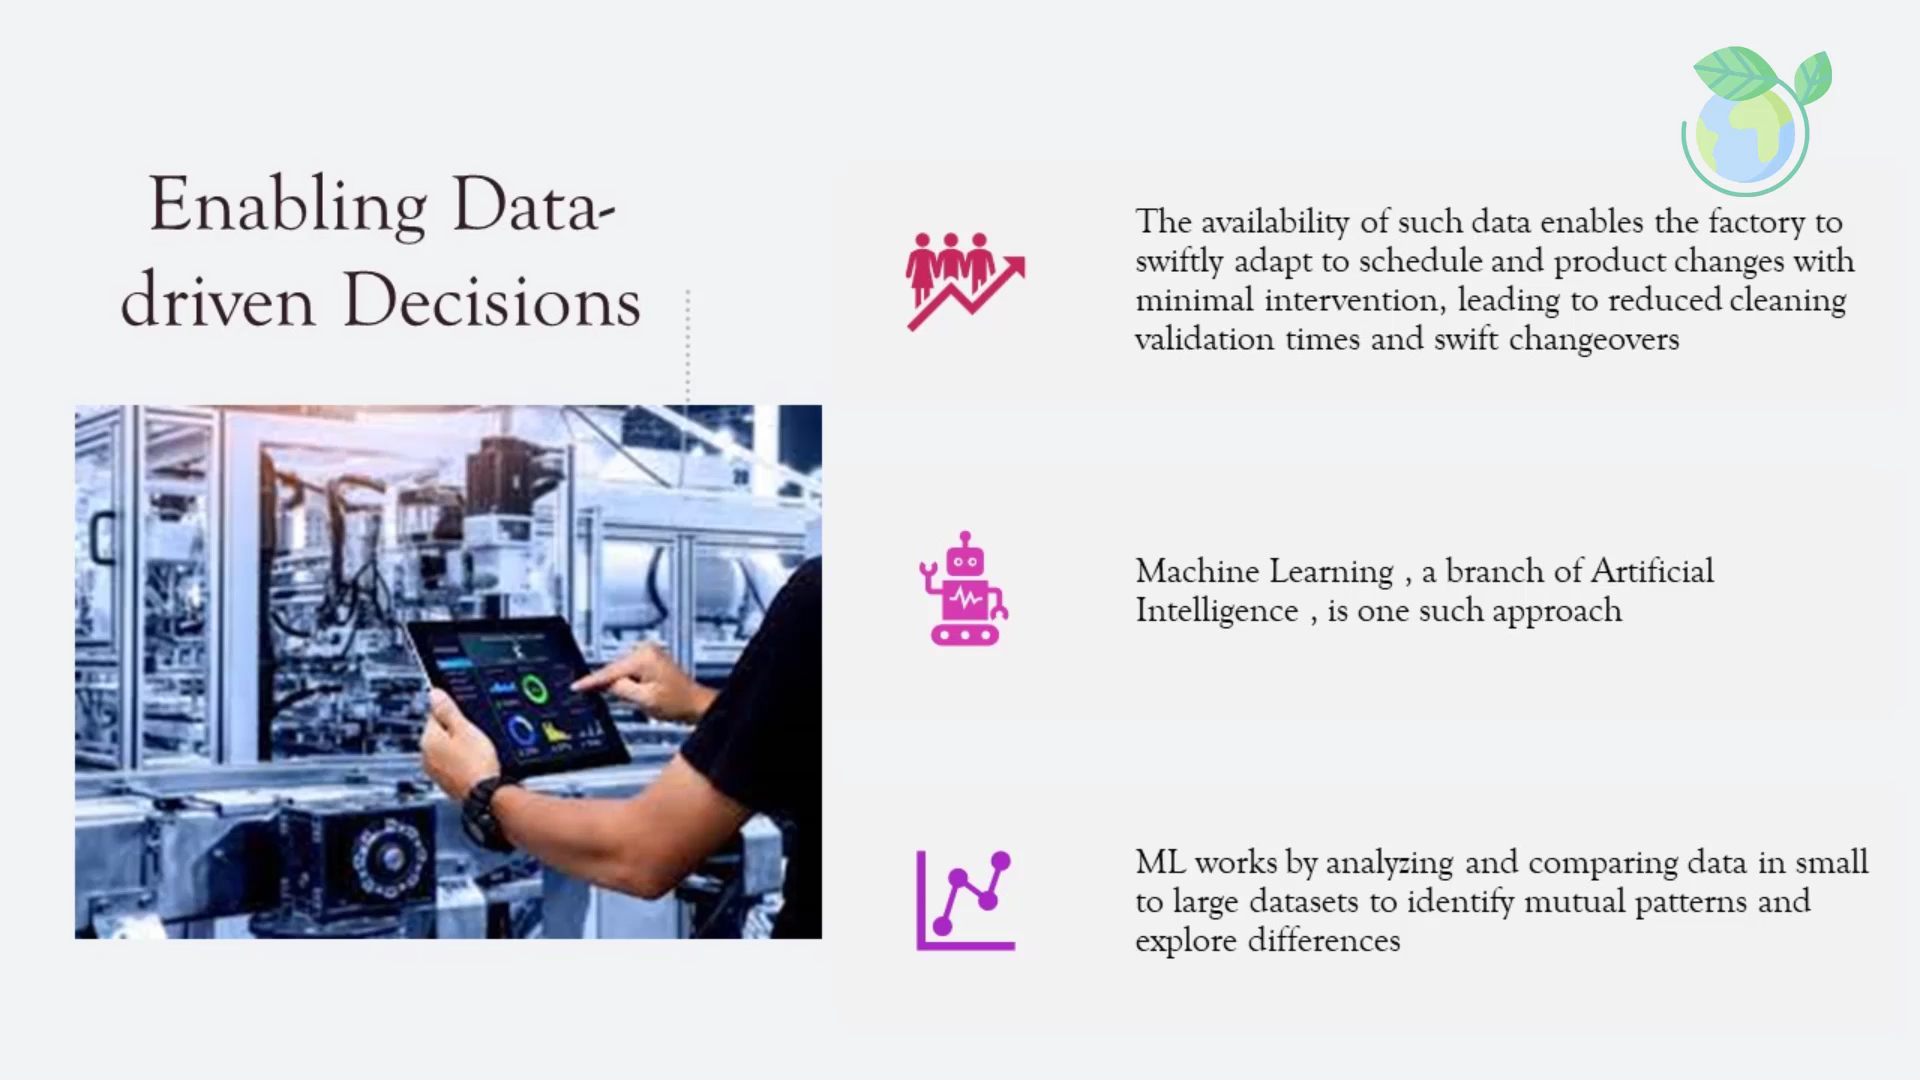 Enabling Data-
driven Decisions
The availability of such data enables the factory to
swiftly adapt to schedule and product changes with
minimal intervention, leading to reduced cleaning
validation times and swift changeovers
Machine Learning , a branch of Artificial
Intelligence , is one such approach
ML works by analyzing and comparing data in small
to large datasets to identify mutual patterns and
explore differences